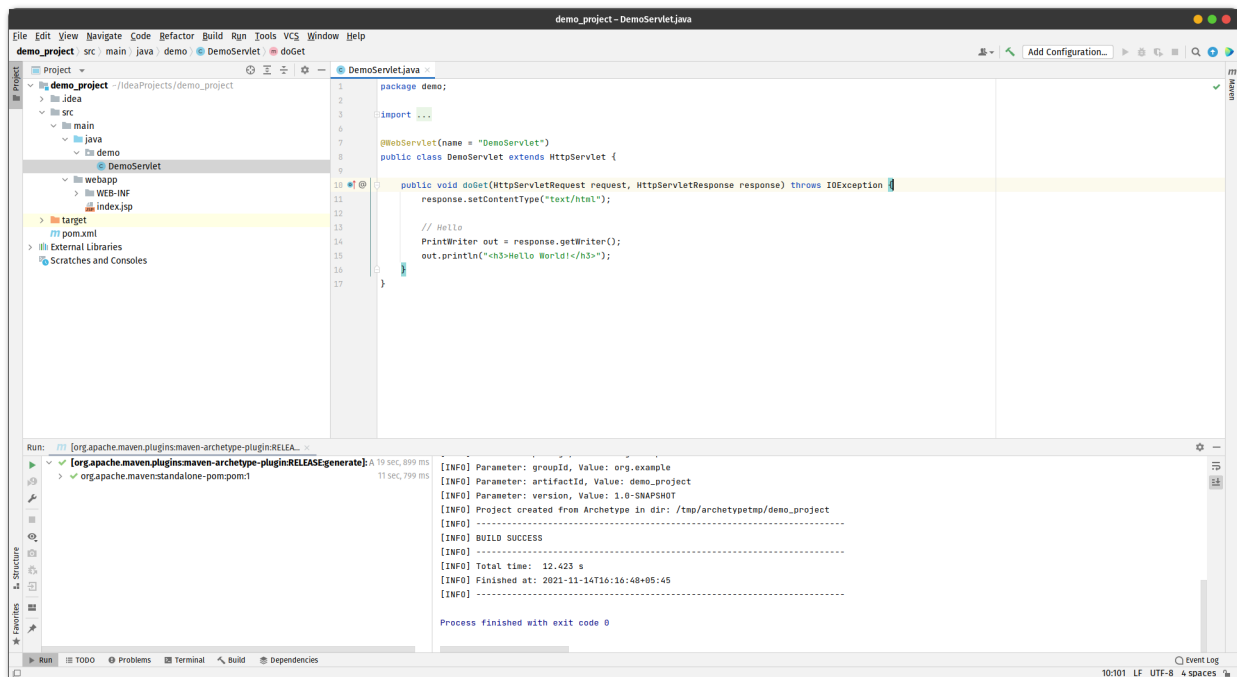 demo_project – DemoServlet.java
File Edit View Navigate Code Refactor Build Run Tools VCS Window Help
demo_project src main java demo DemoServlet doGet
Add Configuration...
Project
DemoServlet.java
Project
Maven
demo_project ~/IdeaProjects/demo_project
.idea
src
main
java
demo
DemoServlet
webapp
WEB-INF
index.jsp
target
pom.xml
External Libraries
Scratches and Consoles
1 package demo;
2
3 import ...
6
7 @WebServlet(name = "DemoServlet")
8 public class DemoServlet extends HttpServlet {
9
10 public void doGet(HttpServletRequest request, HttpServletResponse response) throws IOException {
11 response.setContentType("text/html");
12
13 // Hello
14 PrintWriter out = response.getWriter();
15 out.println("<h3>Hello World!</h3>");
16 }
17 }
Run: [org.apache.maven.plugins:maven-archetype-plugin:RELEA...
[org.apache.maven.plugins:maven-archetype-plugin:RELEASE:generate]: A 19 sec, 899 ms
org.apache.maven:standalone-pom:pom:1 11 sec, 799 ms
[INFO] Parameter: groupId, Value: org.example
[INFO] Parameter: artifactId, Value: demo_project
[INFO] Parameter: version, Value: 1.0-SNAPSHOT
[INFO] Project created from Archetype in dir: /tmp/archetypetmp/demo_project
[INFO] ------------------------------------------------------------------------
[INFO] BUILD SUCCESS
[INFO] ------------------------------------------------------------------------
[INFO] Total time: 12.423 s
[INFO] Finished at: 2021-11-14T16:16:48+05:45
[INFO] ------------------------------------------------------------------------
Process finished with exit code 0
Structure
Favorites
Run TODO Problems Terminal Build Dependencies
Event Log
10:101 LF UTF-8 4 spaces